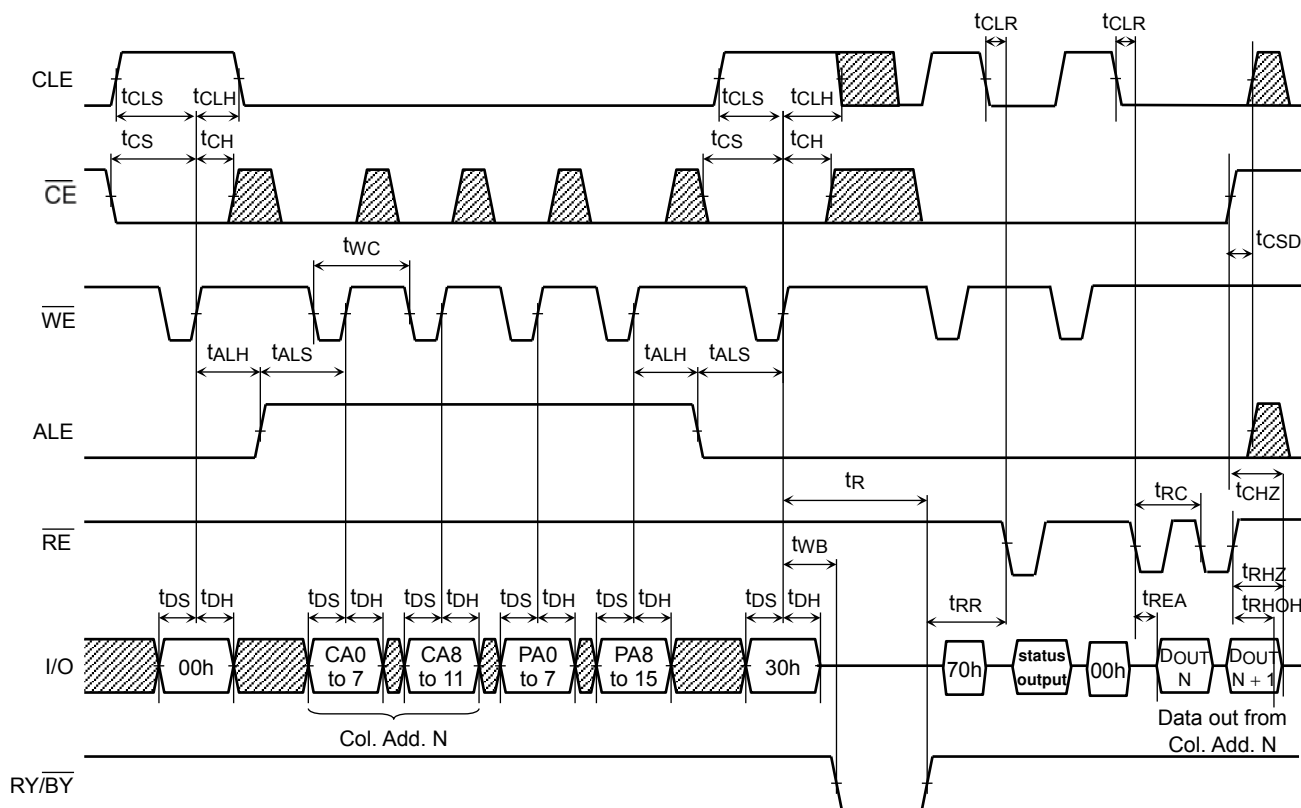 tCLR tCLR
CLE
tCLS tCLH tCLS tCLH
tCS tCH tCS tCH
CE
tCSD
tWC
WE
tALH tALS tALH tALS
ALE
tR tRC tCHZ
RE
tWB
tRHZ
tDS tDH tDS tDH tDS tDH tDS tDH tDS tDH tDS tDH tRR tREA tRHOH
I/O
00h
CA0
to 7
CA8
to 11
PA0
to 7
PA8
to 15
30h
70h
status
output
00h
DOUT
N
DOUT
N + 1
Col. Add. N
Data out from
Col. Add. N
RY/BY